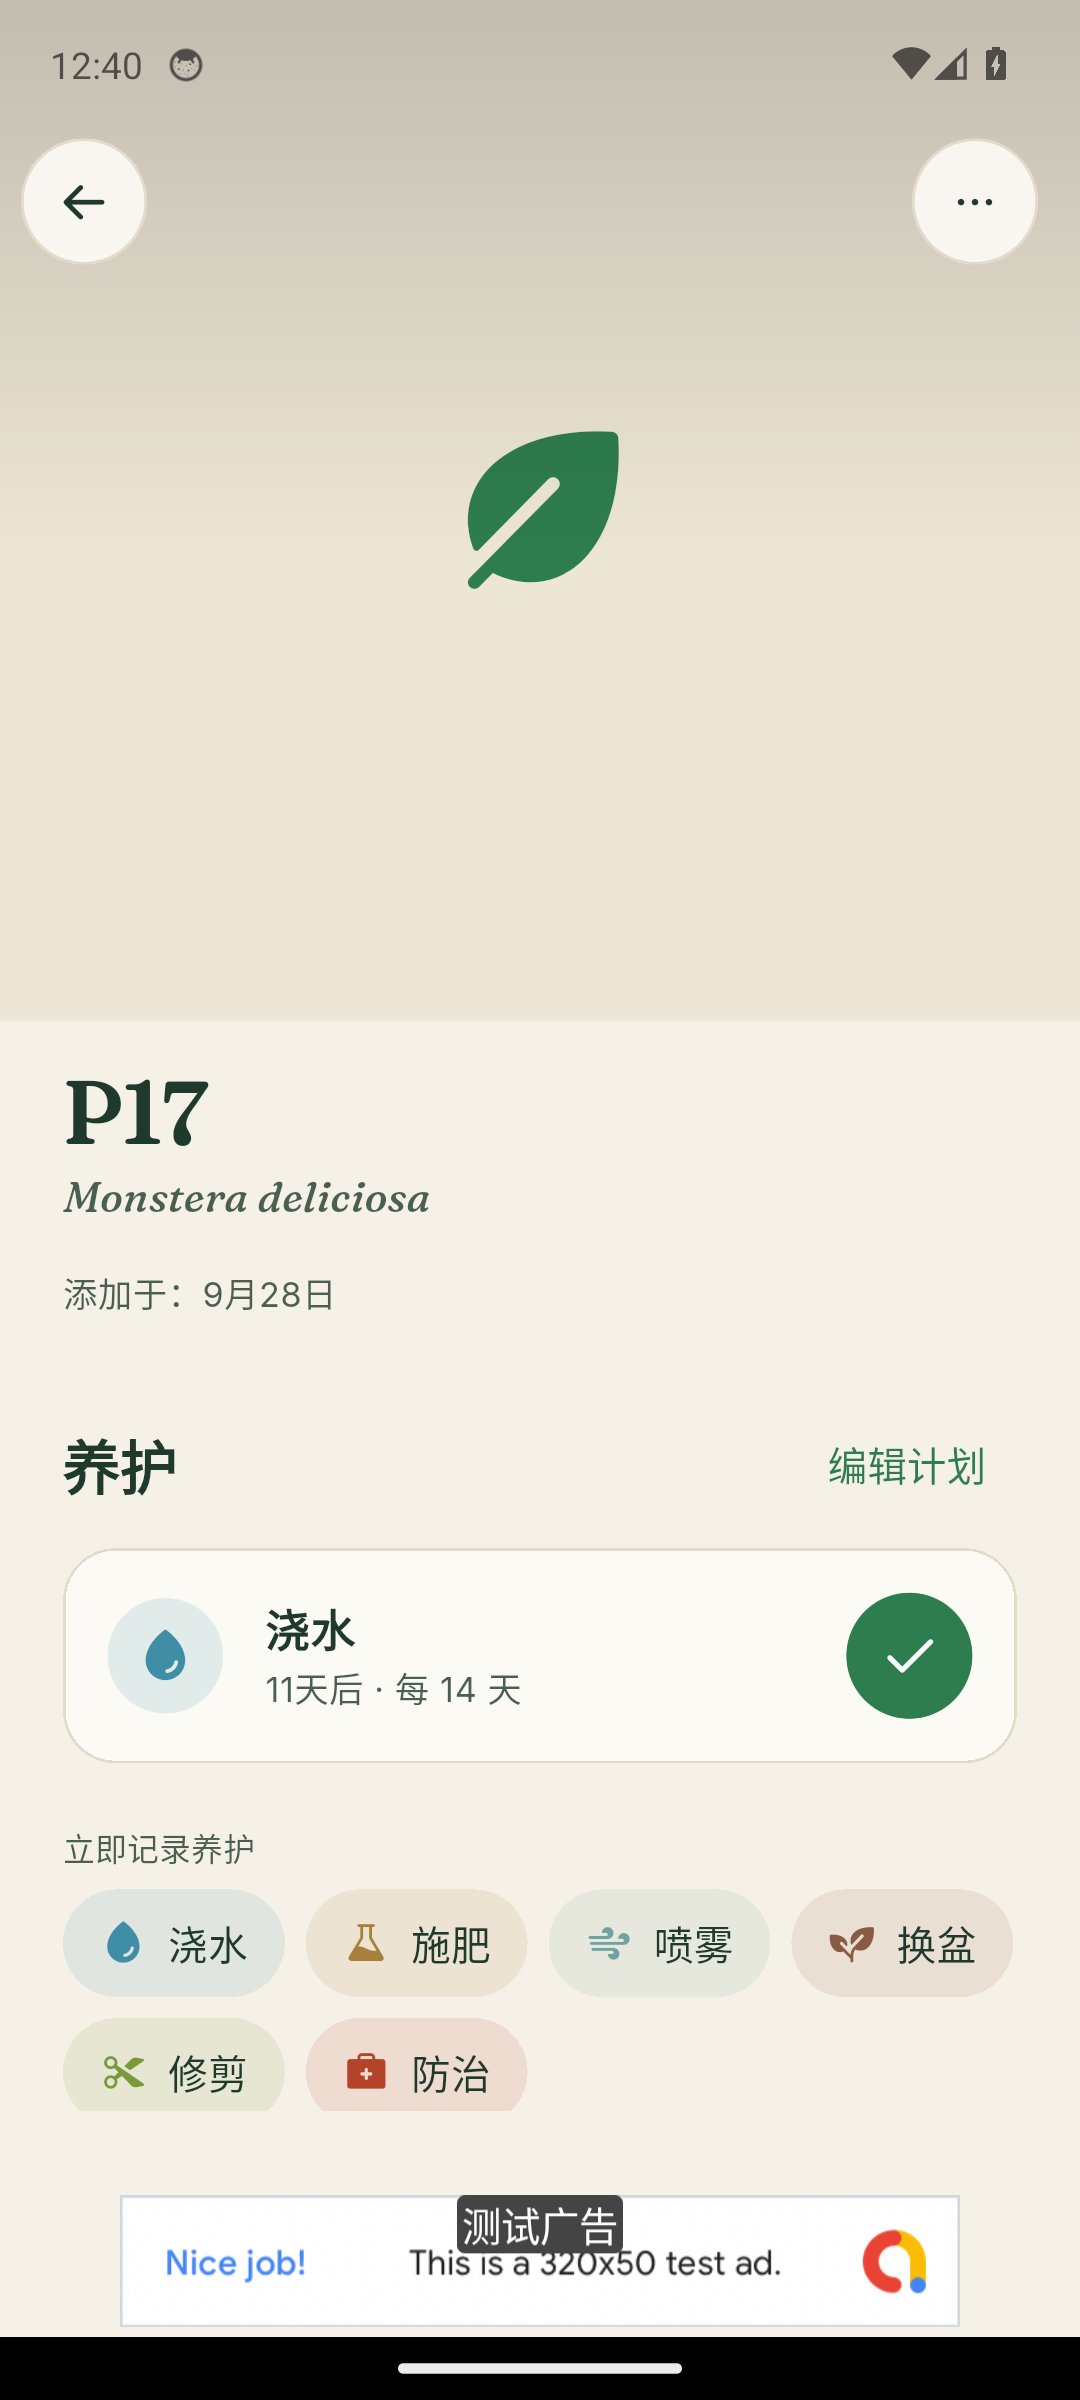 12:40
P17
Monstera deliciosa
添加于：9月28日
养护
编辑计划
浇水
11天后 · 每 14 天
立即记录养护
浇水
施肥
喷雾
换盆
修剪
防治
测试广告
Nice job!
This is a 320x50 test ad.